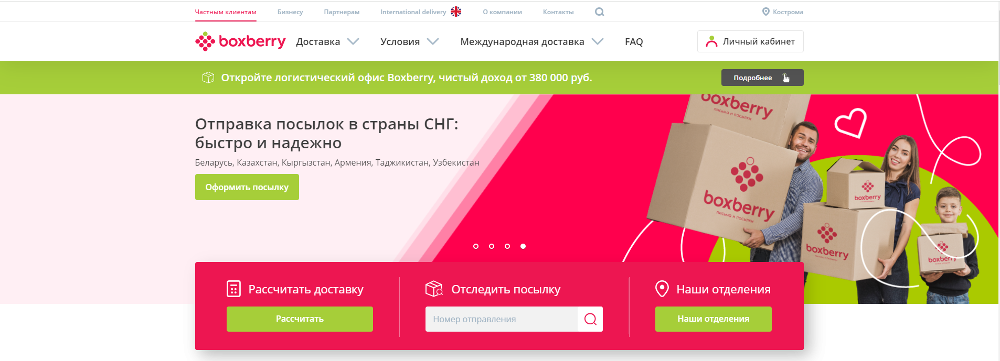 Частным клиентам
Бизнесу
Партнерам
International delivery
О компании
Контакты
Кострома
boxberry
Доставка
Условия
Международная доставка
FAQ
Личный кабинет
Откройте логистический офис Boxberry, чистый доход от 380 000 руб.
Подробнее
Отправка посылок в страны СНГ:
быстро и надежно
Беларусь, Казахстан, Кыргызстан, Армения, Таджикистан, Узбекистан
Оформить посылку
boxberry
письма и посылки
boxberry
письма и посылки
boxberry
boxberry
boxberry
Рассчитать доставку
Рассчитать
Отследить посылку
Номер отправления
Наши отделения
Наши отделения